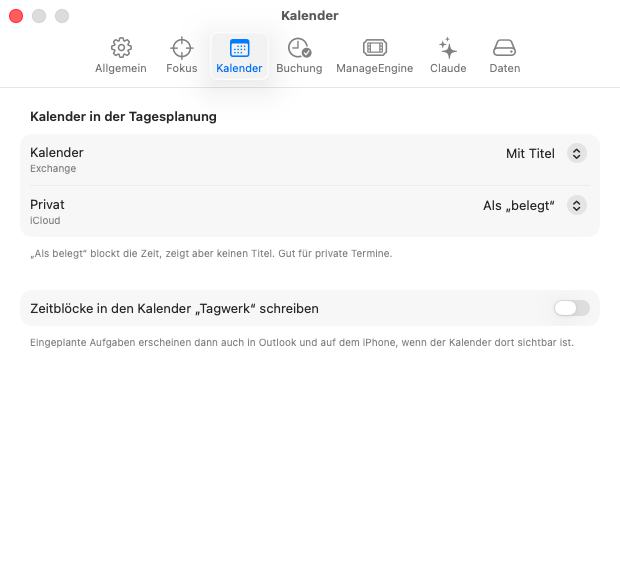 Kalender
Allgemein
Fokus
Kalender
Buchung
ManageEngine
Claude
Daten
Kalender in der Tagesplanung
Kalender
Exchange
Mit Titel
Privat
iCloud
Als „belegt“
„Als belegt“ blockt die Zeit, zeigt aber keinen Titel. Gut für private Termine.
Zeitblöcke in den Kalender „Tagwerk“ schreiben
Eingeplante Aufgaben erscheinen dann auch in Outlook und auf dem iPhone, wenn der Kalender dort sichtbar ist.